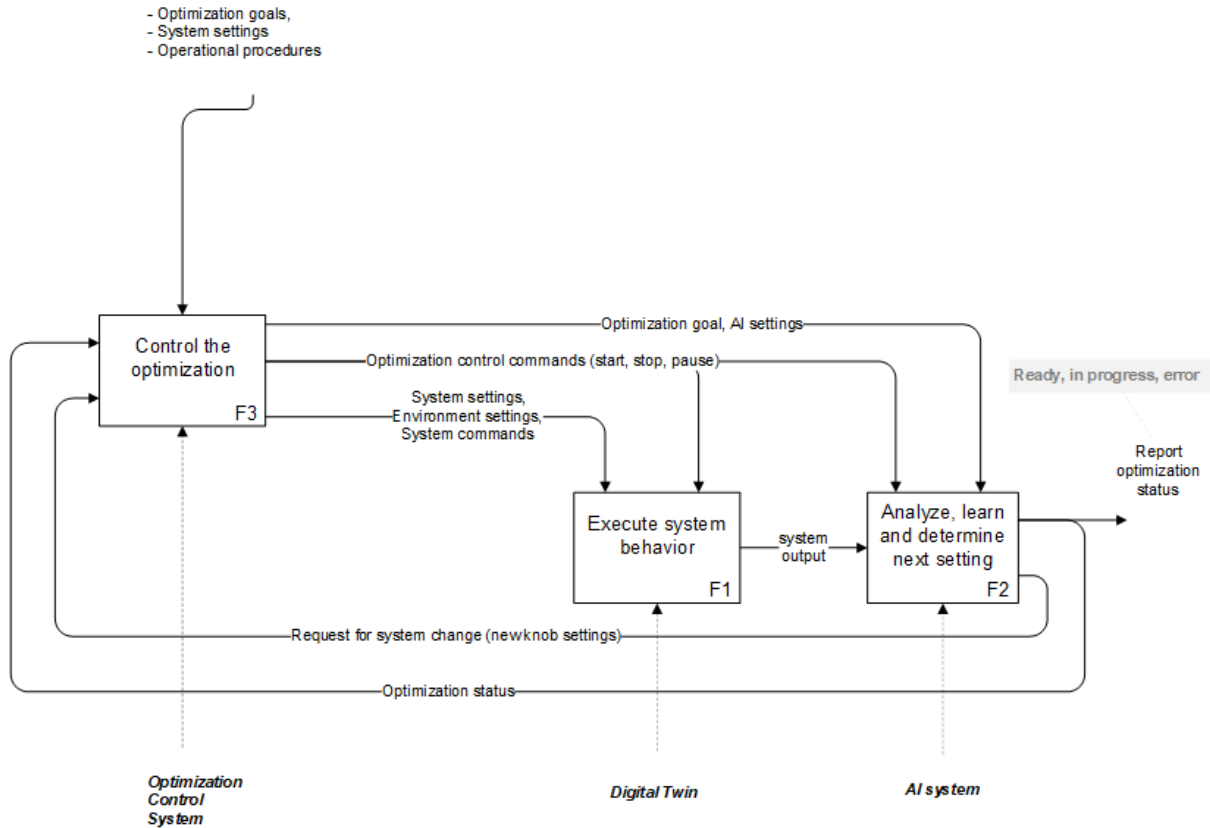 - Optimization goals,
- System settings
- Operational procedures
Optimization goal, AI settings
Control the
optimization
F3
Optimization control commands (start, stop, pause)
Ready, in progress, error
System settings,
Environment settings,
System commands
Report
optimization
status
Execute system
behavior
F1
system
output
Analyze, learn
and determine
next setting
F2
Request for system change (newknob settings)
Optimization status
Optimization
Control
System
Digital Twin
AI system